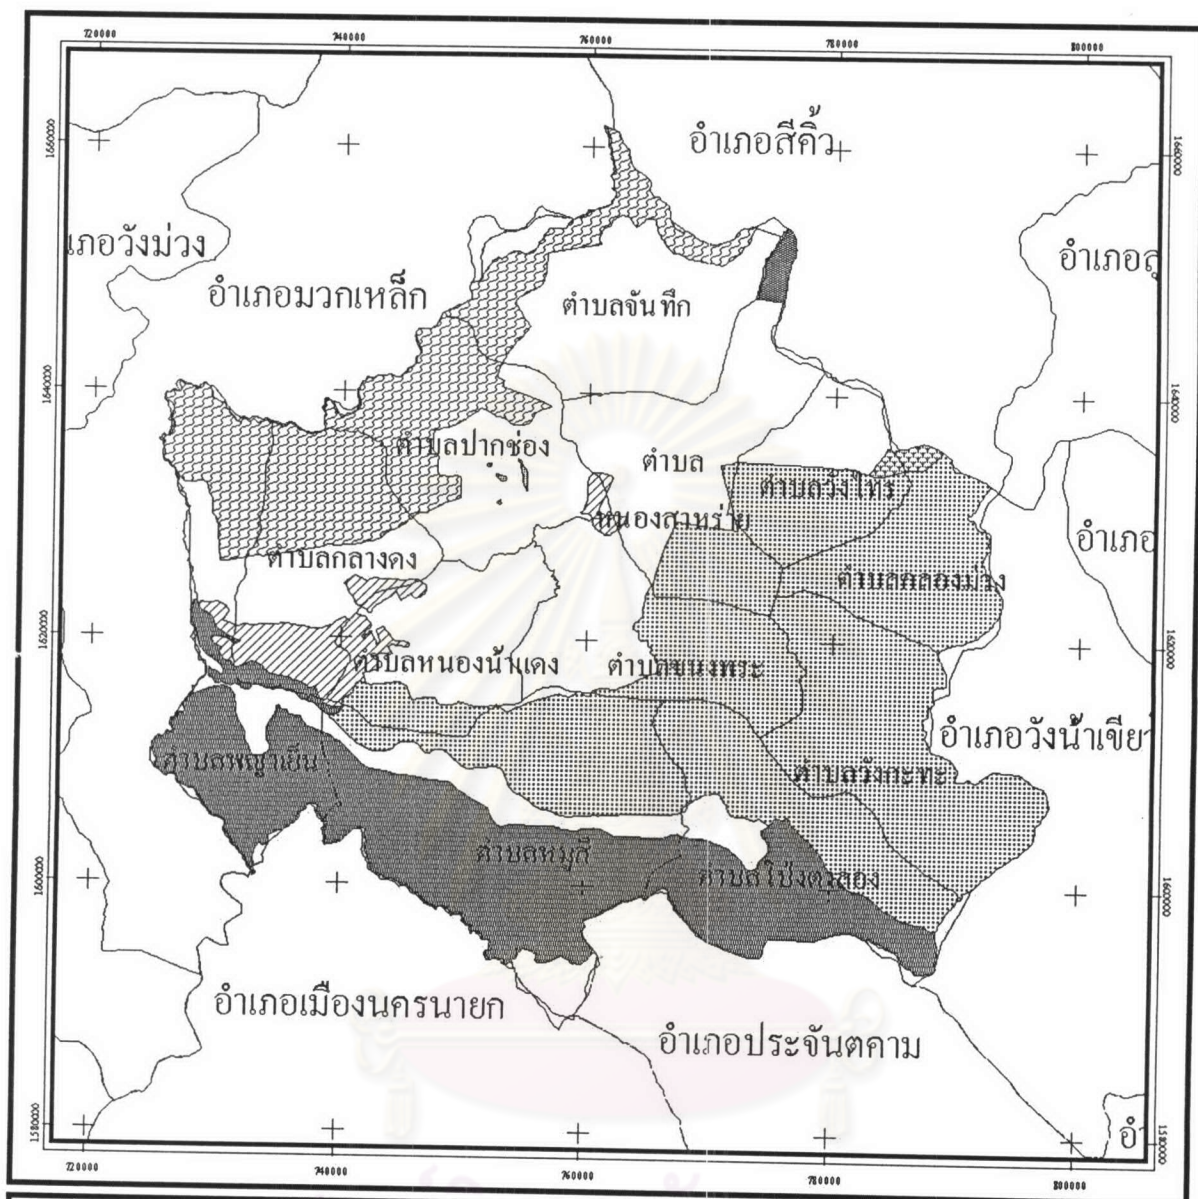 720000 740000 760000 780000 800000
1660000
1660000
อำเภอสีคิ้ว
เภอวังม่วง
อำเภอมวกเหล็ก
ตำบลจันทึก
1640000
1640000
ตำบลปากช่อง
ตำบล
หนองสาหร่าย
ตำบลวังไทร
ตำบลกลางดง
ตำบลคลองม่วง
อำเภอ
1620000
1620000
ตำบลหนองน้ำแดง
ตำบลขนงพระ
อำเภอวังน้ำเขีย
ตำบลพญาเย็น
ตำบลวังกะทะ
ตำบลหมูสี
ตำบลโป่งตาลอง
1600000
1600000
อำเภอเมืองนครนายก
อำเภอประจันตคาม
1580000
1580000
720000 740000 760000 780000 800000